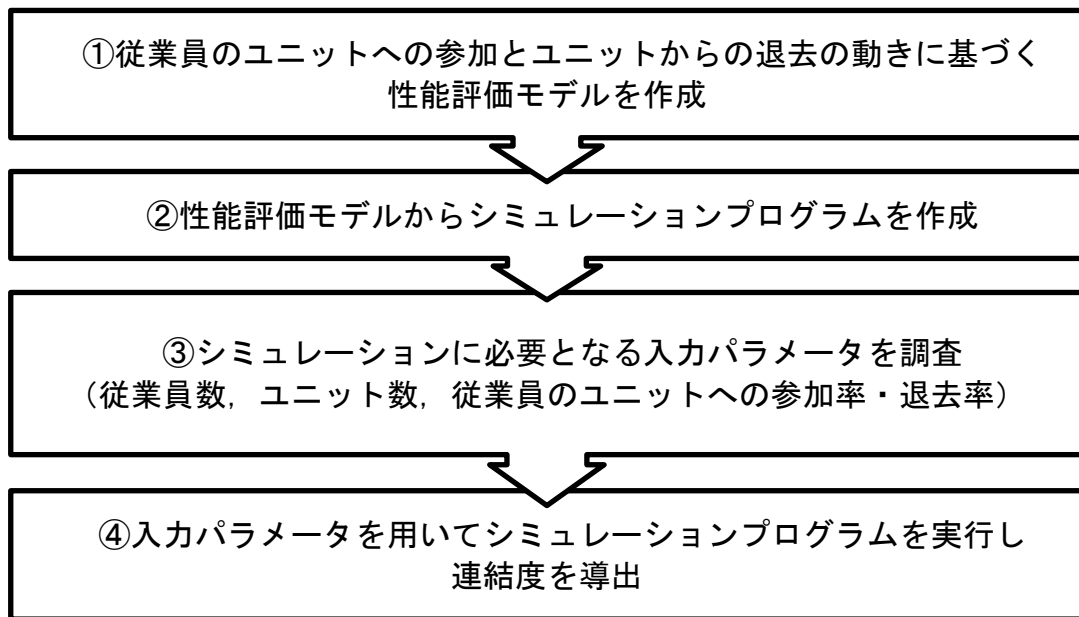 ①従業員のユニットへの参加とユニットからの退去の動きに基づく
性能評価モデルを作成
②性能評価モデルからシミュレーションプログラムを作成
③シミュレーションに必要となる入力パラメータを調査
（従業員数，ユニット数，従業員のユニットへの参加率・退去率）
④入力パラメータを用いてシミュレーションプログラムを実行し
連結度を導出